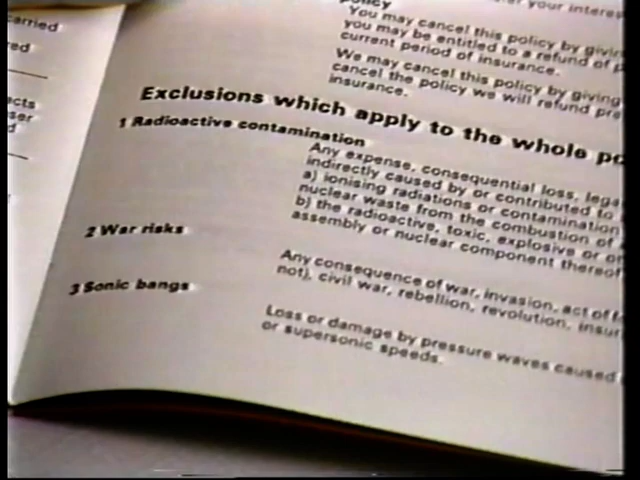 carried
red
acts
ser
d
policy
You may cancel this policy by giving
you may be entitled to a refund of p
current period of insurance.
We may cancel this policy by giving
cancel the policy we will refund pre
insurance.
Exclusions which apply to the whole po
1 Radioactive contamination
Any expense, consequential loss, lega
indirectly caused by or contributed to
a) ionising radiations or contamination
nuclear waste from the combustion of
b) the radioactive, toxic, explosive or o
assembly or nuclear component thereof
2 War risks
Any consequence of war, invasion, act of fo
not), civil war, rebellion, revolution, insur
3 Sonic bangs
Loss or damage by pressure waves caused
or supersonic speeds.